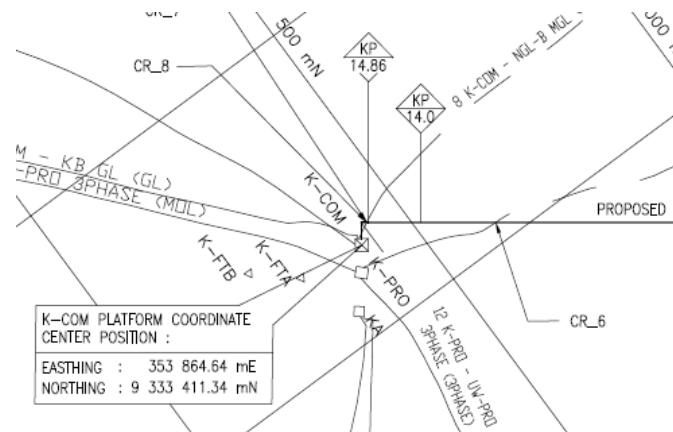 CR_7
CR_8
500 mN
KP
14.86
KP
14.0
8 K-COM - NGL-B MGL
000
M - KB GL (GL)
-PRO 3PHASE (MOL)
K-COM
PROPOSED
K-FTB
K-FTA
K-PRO
KA
CR_6
12 K-PRO - UW-PRO
3PHASE (3PHASE)
K-COM PLATFORM COORDINATE
CENTER POSITION :
EASTHING : 353 864.64 mE
NORTHING : 9 333 411.34 mN